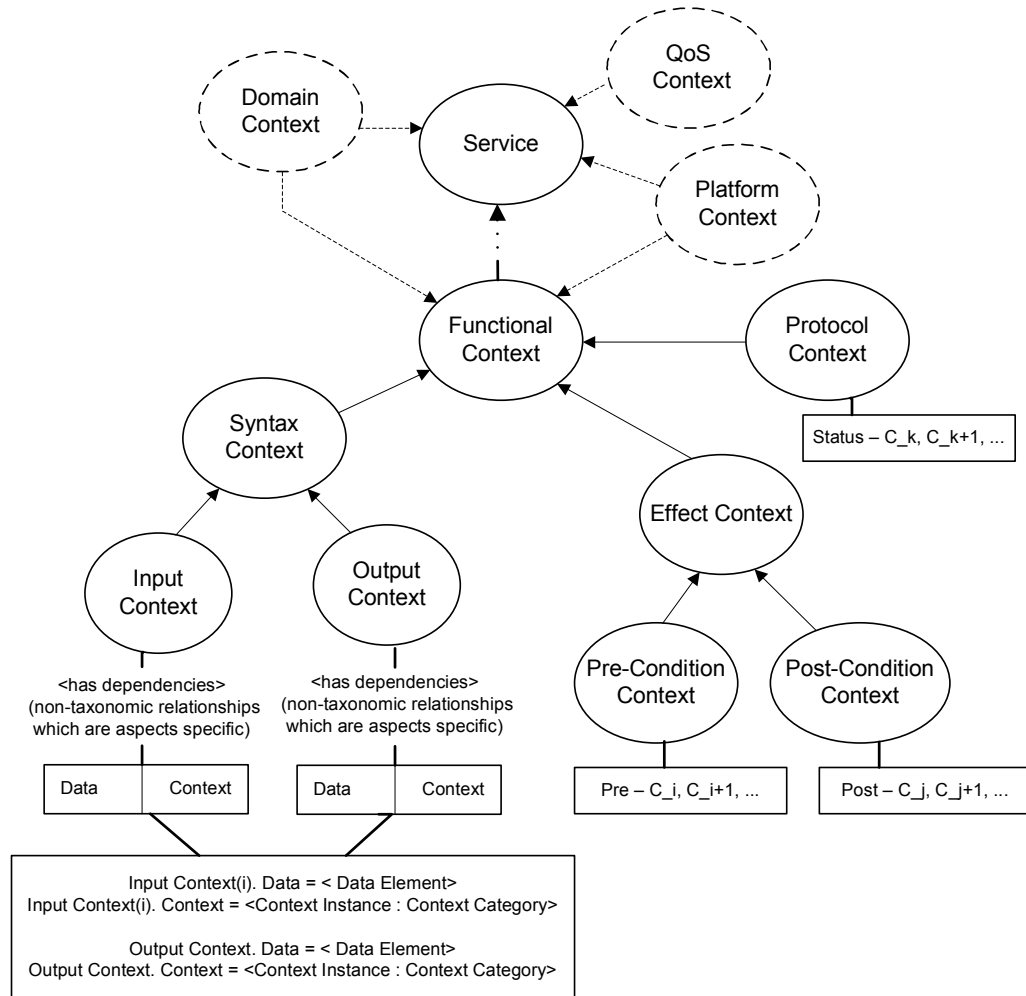 QoS
Context
Domain
Context
Service
Platform
Context
Functional
Context
Protocol
Context
Status – C_k, C_k+1, ...
Syntax
Context
Effect Context
Input
Context
Output
Context
Pre-Condition
Context
Post-Condition
Context
<has dependencies>
(non-taxonomic relationships
which are aspects specific)
<has dependencies>
(non-taxonomic relationships
which are aspects specific)
Data
Context
Data
Context
Pre – C_i, C_i+1, ...
Post – C_j, C_j+1, ...
Input Context(i). Data = < Data Element>
Input Context(i). Context = <Context Instance : Context Category>
Output Context. Data = < Data Element>
Output Context. Context = <Context Instance : Context Category>